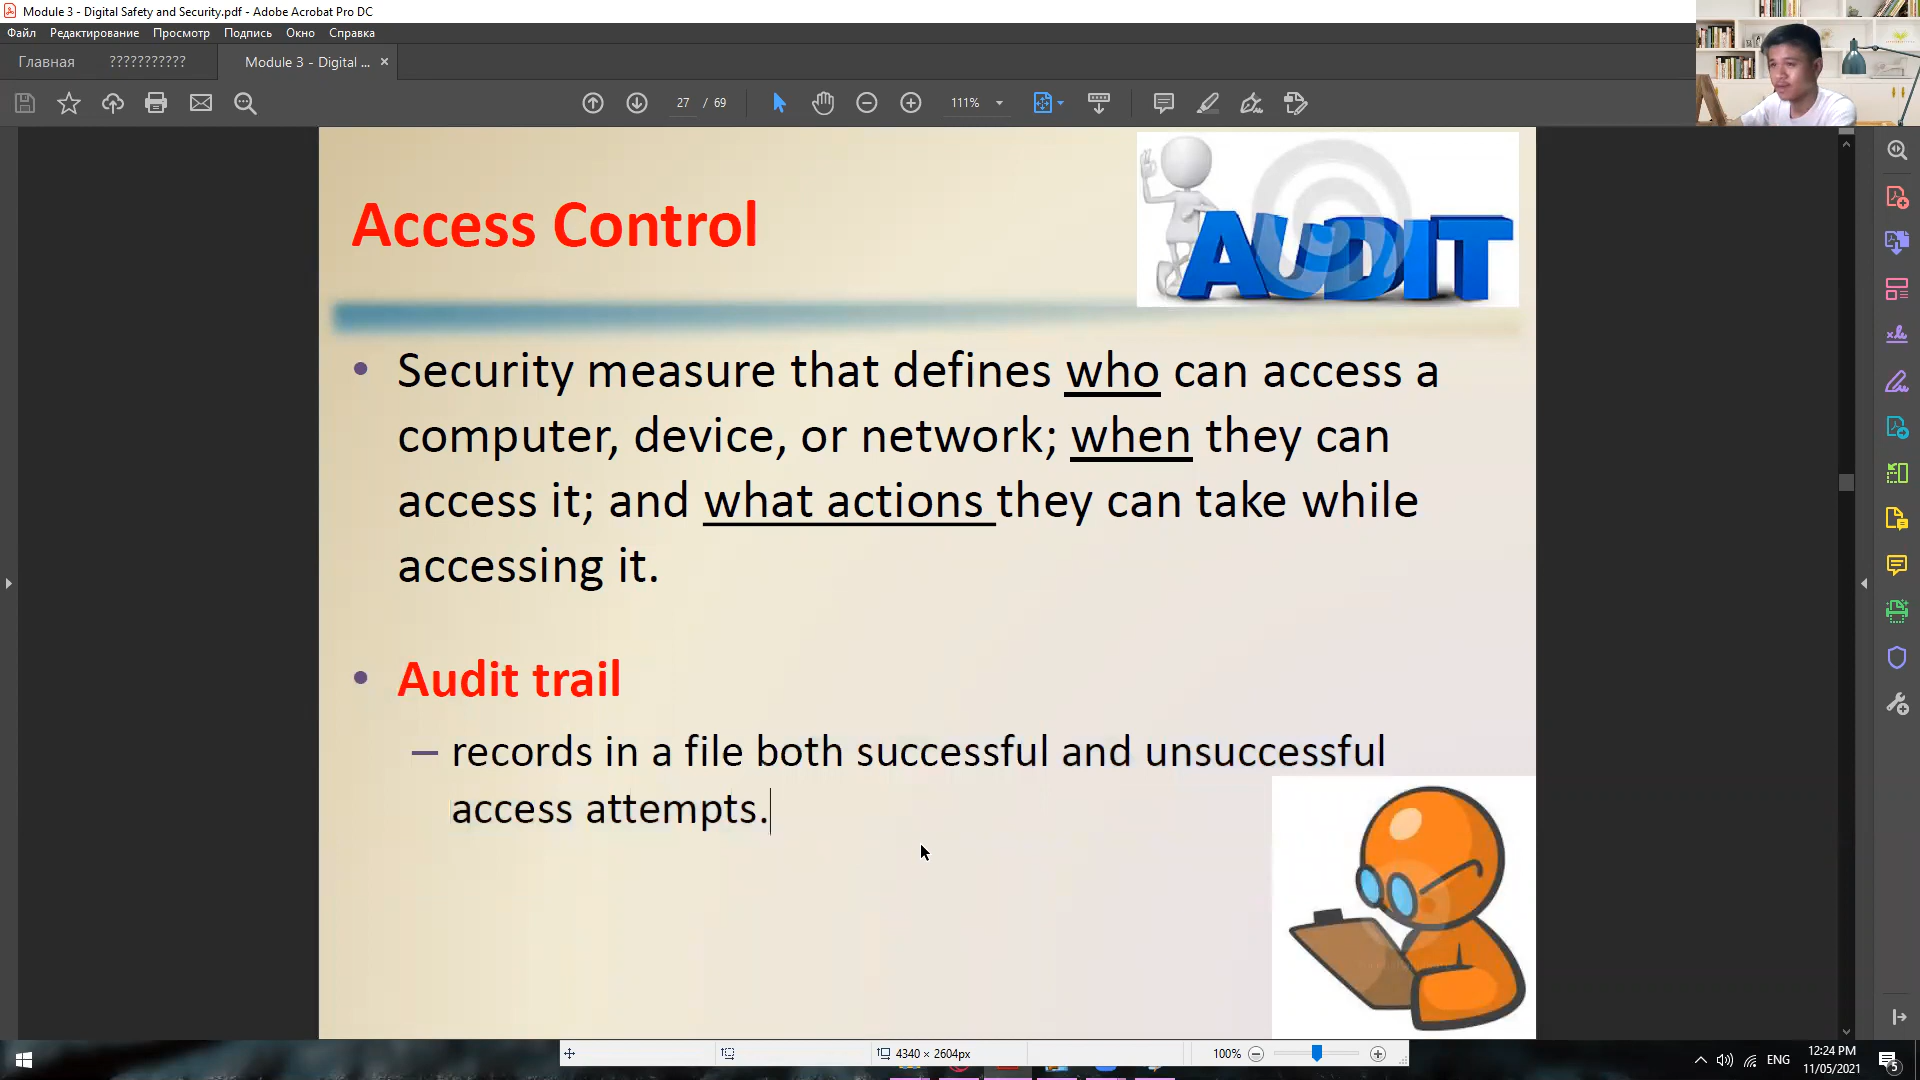 Module 3 - Digital Safety and Security.pdf - Adobe Acrobat Pro DC
Файл Редактирование Просмотр Подпись Окно Справка
Главная ??????????? Module 3 - Digital ... ×
27 / 69 111%
Access Control
AUDIT
• Security measure that defines who can access a
computer, device, or network; when they can
access it; and what actions they can take while
accessing it.
• Audit trail
– records in a file both successful and unsuccessful
access attempts.
4340 × 2604px 100%
ENG
12:24 PM
11/05/2021
5